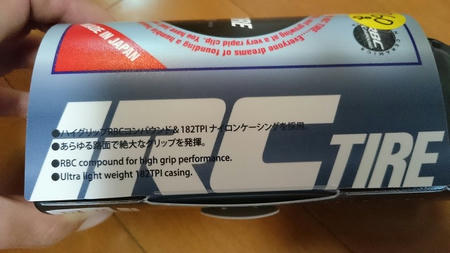 MADE IN JAPAN
Everyone dreams of founding a humble
growing at a very rapid clip. You have
●ハイグリップRBCコンパウンド＆182TPIナイロンケーシングを採用。
●あらゆる路面で絶大なグリップを発揮。
●RBC compound for high grip performance.
●Ultra light weight 182TPI casing.
IRC TIRE